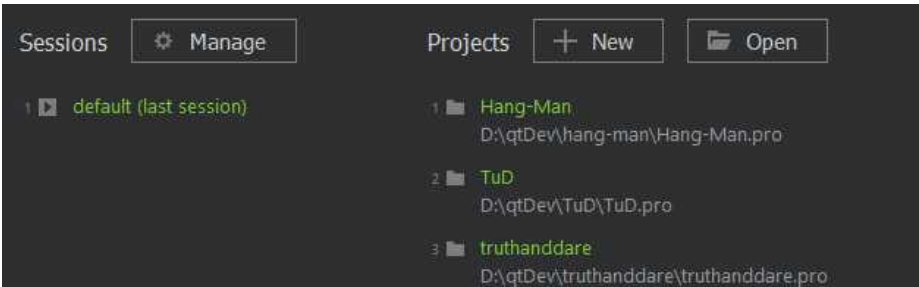 Sessions Manage Projects New Open
1 default (last session) 1 Hang-Man
D:\qtDev\hang-man\Hang-Man.pro
2 TuD
D:\qtDev\TuD\TuD.pro
3 truthanddare
D:\qtDev\truthanddare\truthanddare.pro